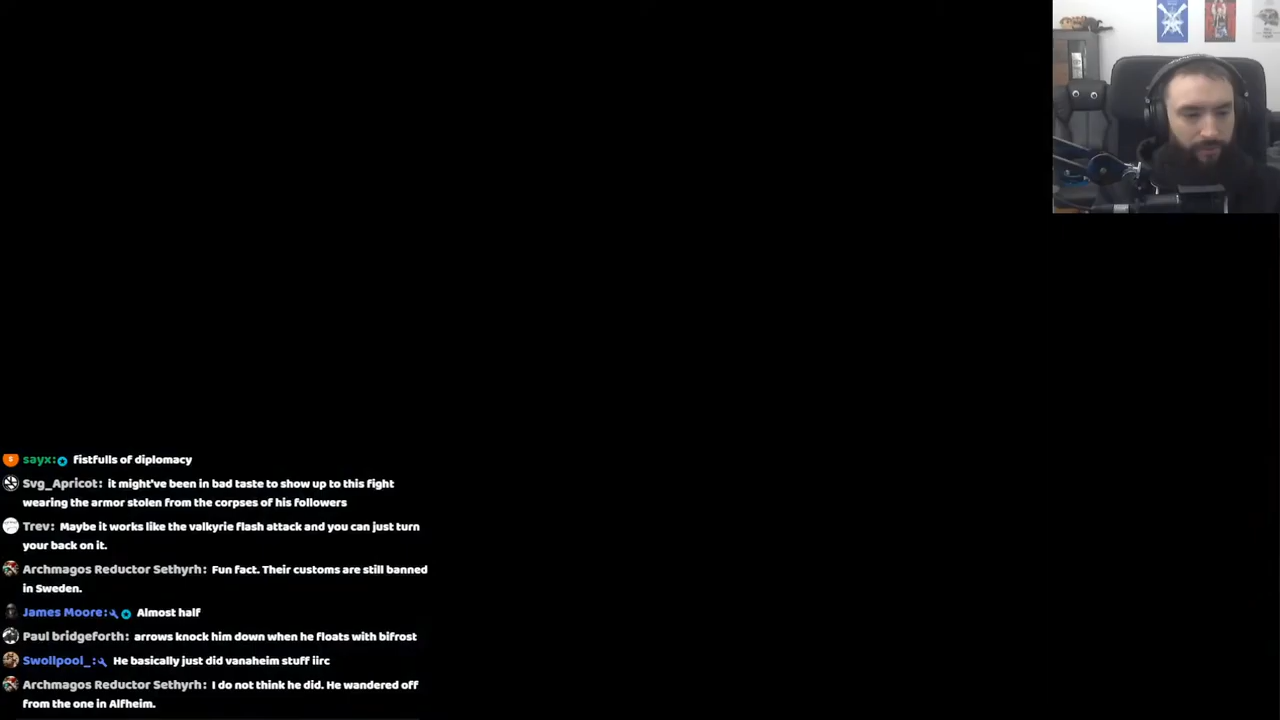 sayx: fistfulls of diplomacy
Svg_Apricot: it might've been in bad taste to show up to this fight
wearing the armor stolen from the corpses of his followers
Trev: Maybe it works like the valkyrie flash attack and you can just turn
your back on it.
Archmagos Reductor Sethyrh: Fun fact. Their customs are still banned
in Sweden.
James Moore: Almost half
Paul bridgeforth: arrows knock him down when he floats with bifrost
Swollpool_: He basically just did vanaheim stuff iirc
Archmagos Reductor Sethyrh: I do not think he did. He wandered off
from the one in Alfheim.